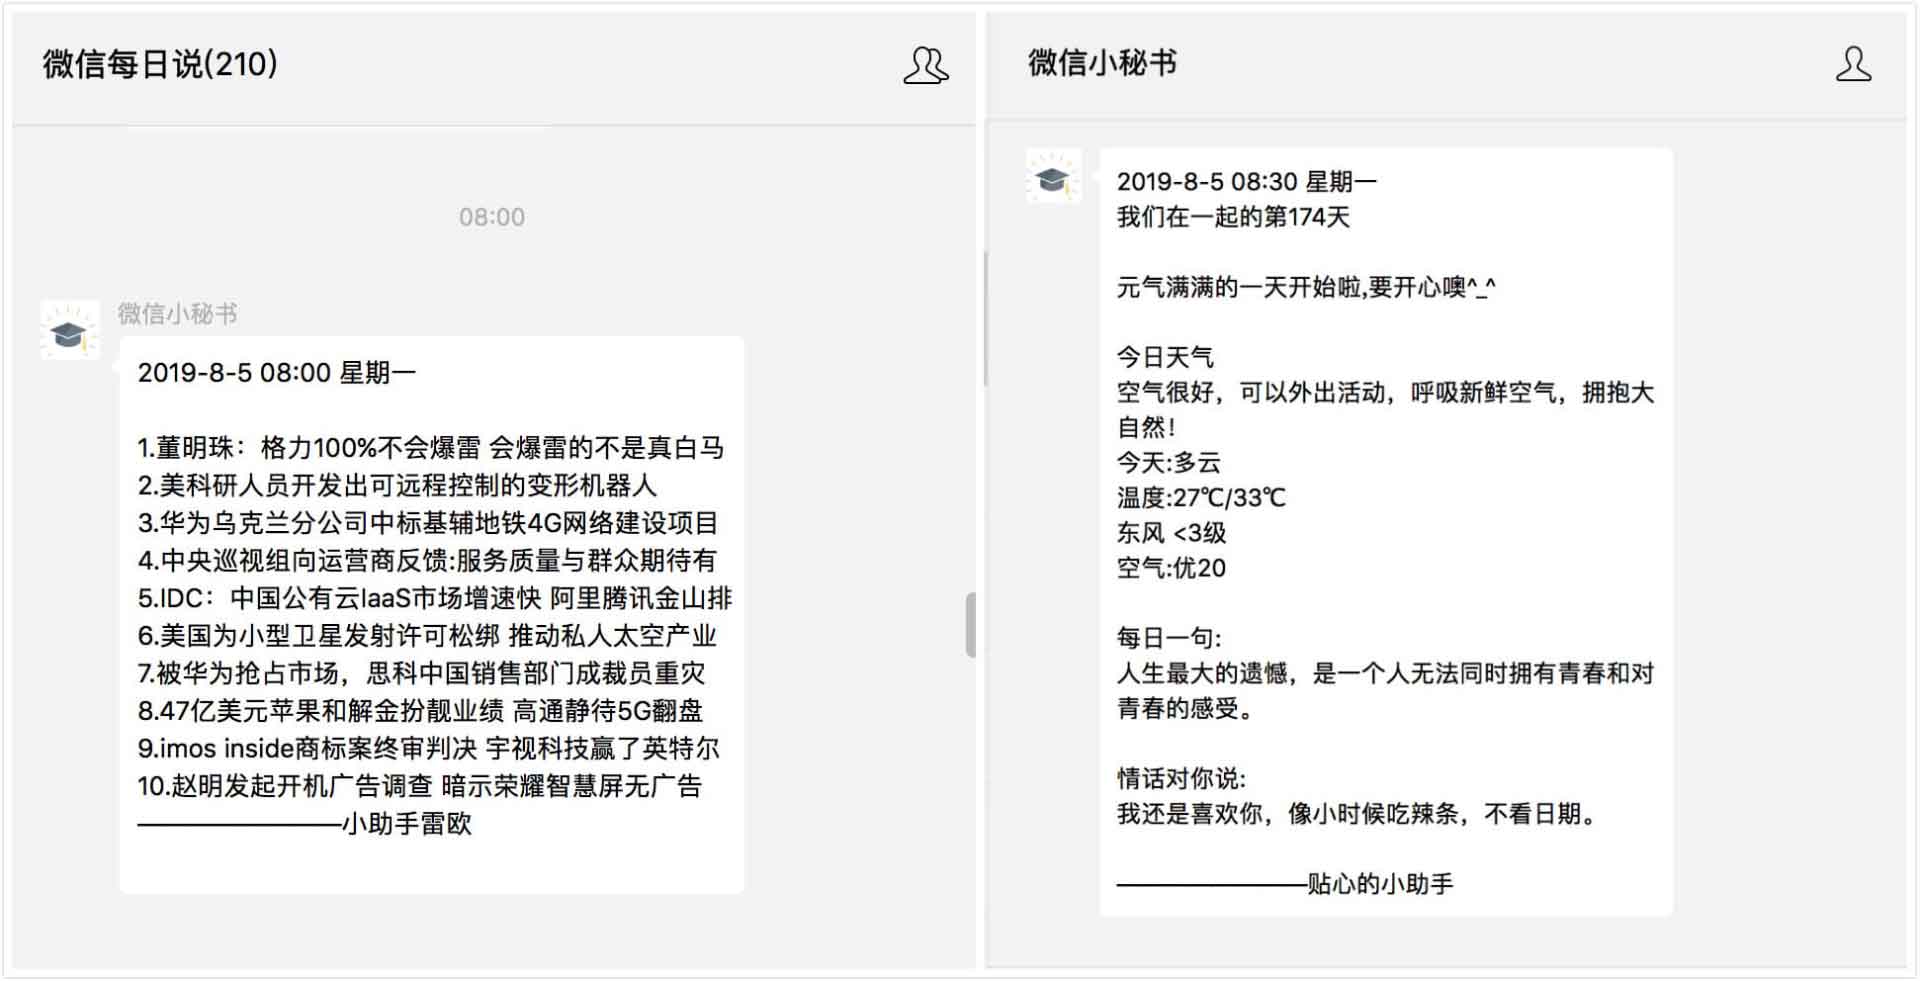 微信每日说(210)
08:00
微信小秘书
2019-8-5 08:00 星期一
1.董明珠：格力100%不会爆雷 会爆雷的不是真白马
2.美科研人员开发出可远程控制的变形机器人
3.华为乌克兰分公司中标基辅地铁4G网络建设项目
4.中央巡视组向运营商反馈:服务质量与群众期待有
5.IDC：中国公有云IaaS市场增速快 阿里腾讯金山排
6.美国为小型卫星发射许可松绑 推动私人太空产业
7.被华为抢占市场，思科中国销售部门成裁员重灾
8.47亿美元苹果和解金扮靓业绩 高通静待5G翻盘
9.imos inside商标案终审判决 宇视科技赢了英特尔
10.赵明发起开机广告调查 暗示荣耀智慧屏无广告
————————小助手雷欧
微信小秘书
2019-8-5 08:30 星期一
我们在一起的第174天
元气满满的一天开始啦,要开心噢^_^
今日天气
空气很好，可以外出活动，呼吸新鲜空气，拥抱大
自然！
今天:多云
温度:27℃/33℃
东风 <3级
空气:优20
每日一句:
人生最大的遗憾，是一个人无法同时拥有青春和对
青春的感受。
情话对你说:
我还是喜欢你，像小时候吃辣条，不看日期。
————————贴心的小助手